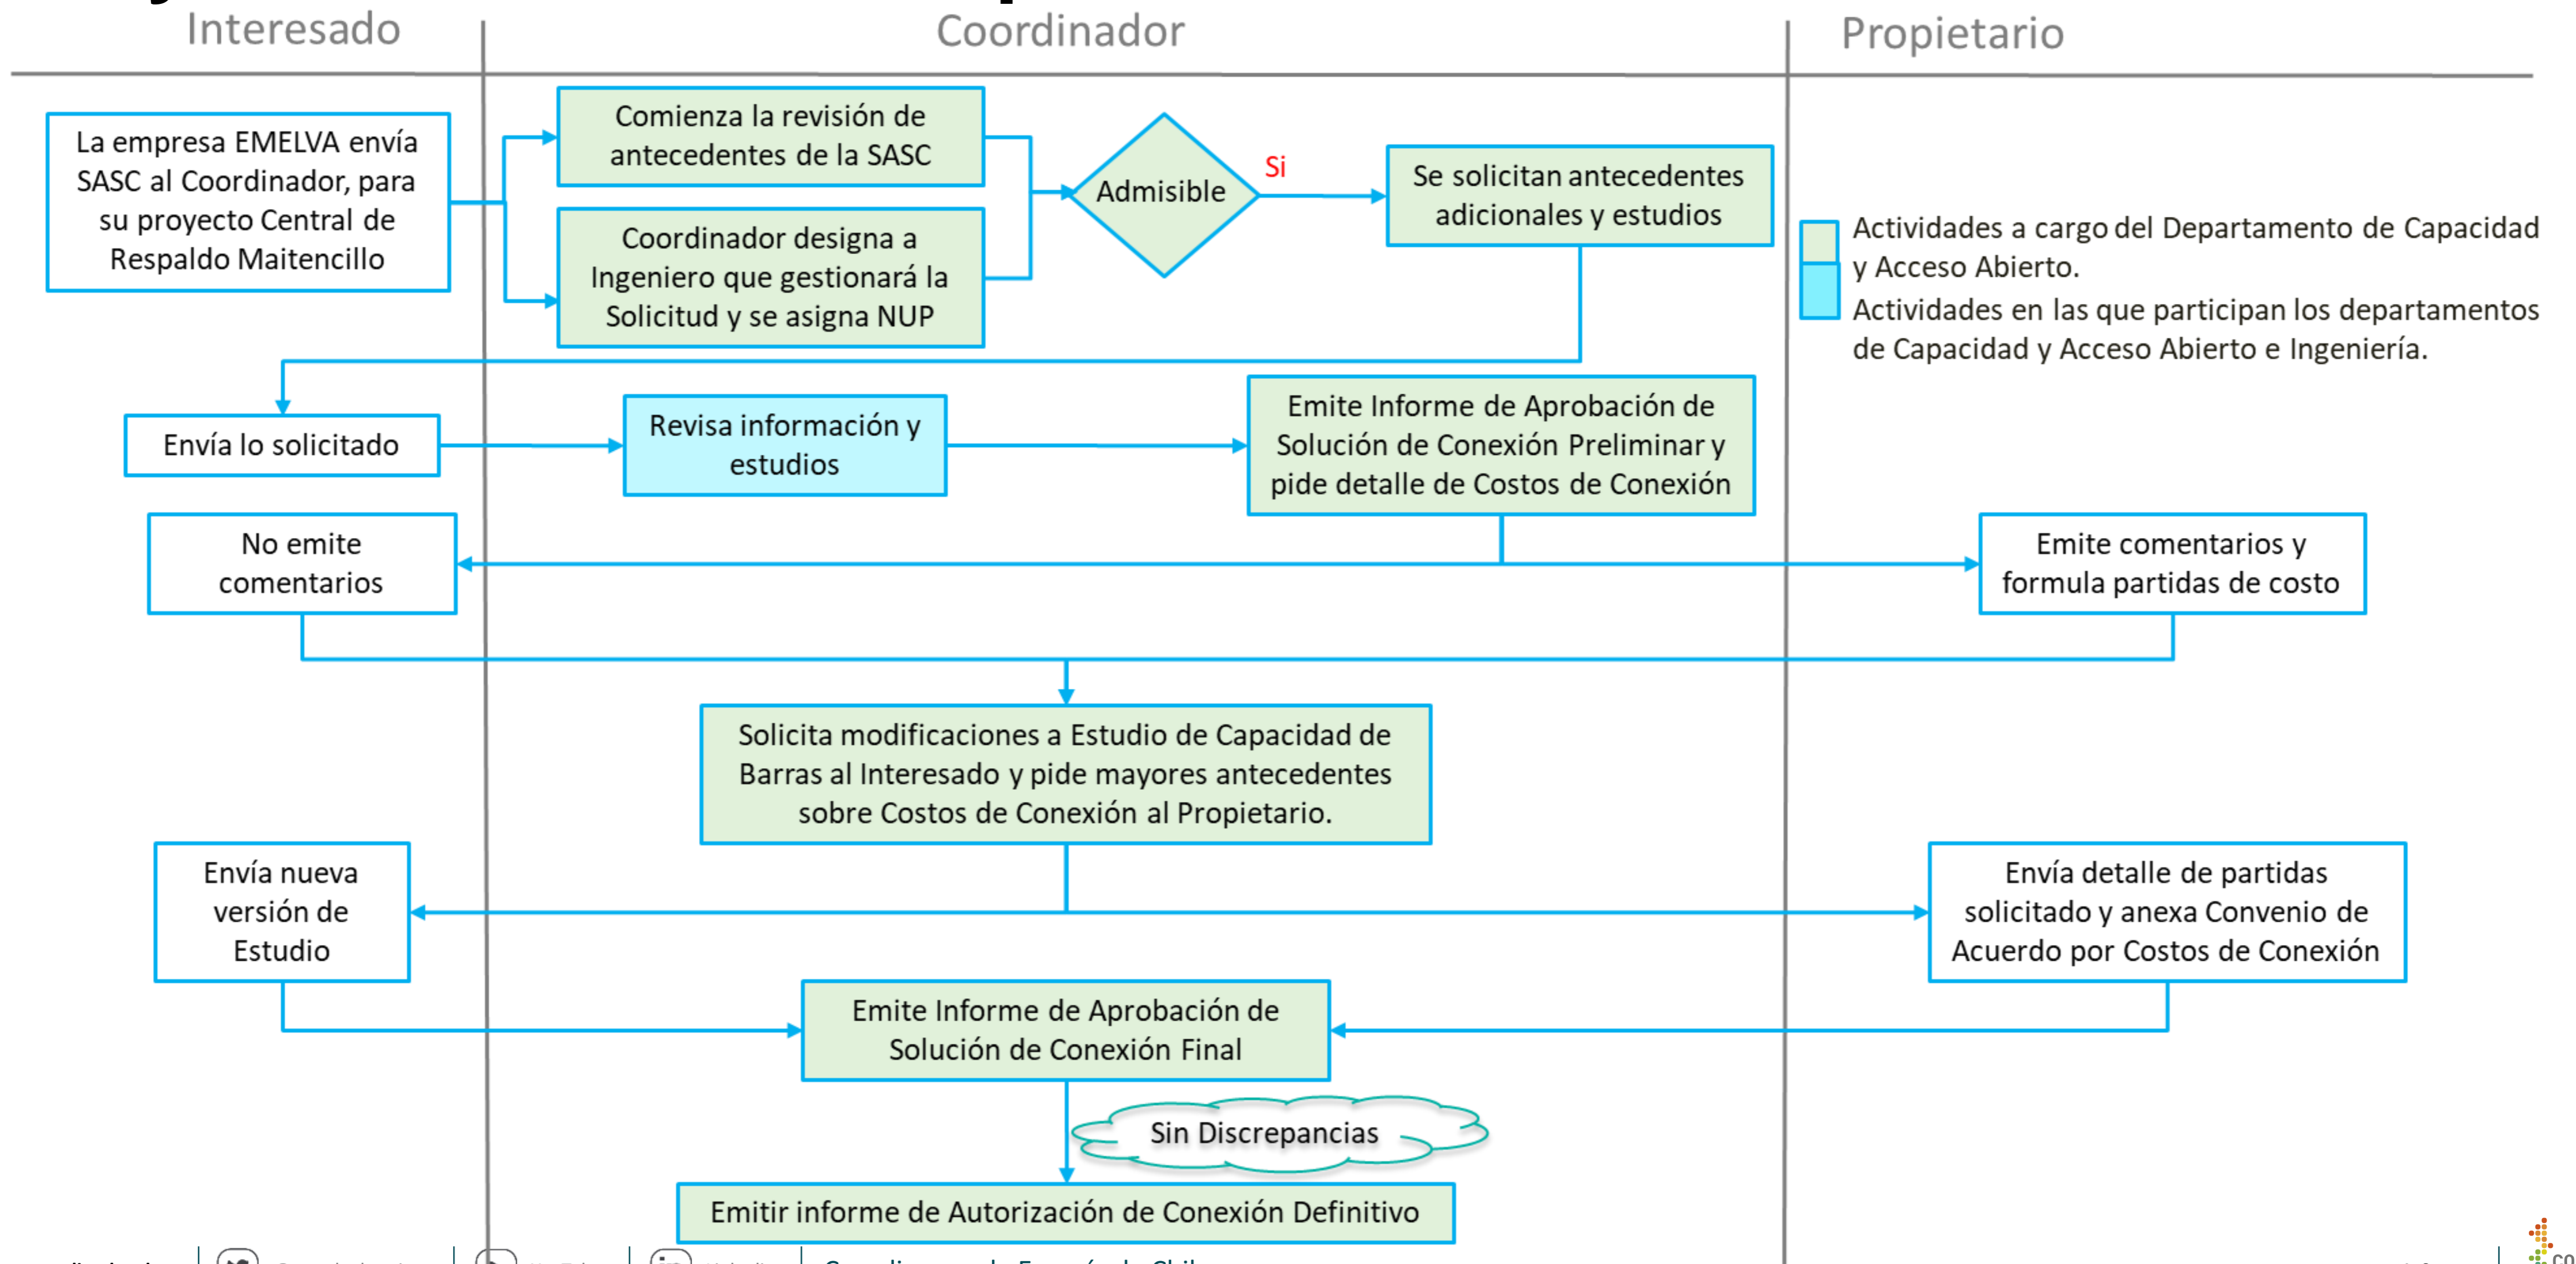 Interesado
Coordinador
Propietario
La empresa EMELVA envía
SASC al Coordinador, para
su proyecto Central de
Respaldo Maitencillo
Comienza la revisión de
antecedentes de la SASC
Coordinador designa a
Ingeniero que gestionará la
Solicitud y se asigna NUP
Admisible
Si
Se solicitan antecedentes
adicionales y estudios
Actividades a cargo del Departamento de Capacidad
y Acceso Abierto.
Actividades en las que participan los departamentos
de Capacidad y Acceso Abierto e Ingeniería.
Envía lo solicitado
Revisa información y
estudios
Emite Informe de Aprobación de
Solución de Conexión Preliminar y
pide detalle de Costos de Conexión
No emite
comentarios
Emite comentarios y
formula partidas de costo
Solicita modificaciones a Estudio de Capacidad de
Barras al Interesado y pide mayores antecedentes
sobre Costos de Conexión al Propietario.
Envía nueva
versión de
Estudio
Envía detalle de partidas
solicitado y anexa Convenio de
Acuerdo por Costos de Conexión
Emite Informe de Aprobación de
Solución de Conexión Final
Sin Discrepancias
Emitir informe de Autorización de Conexión Definitivo